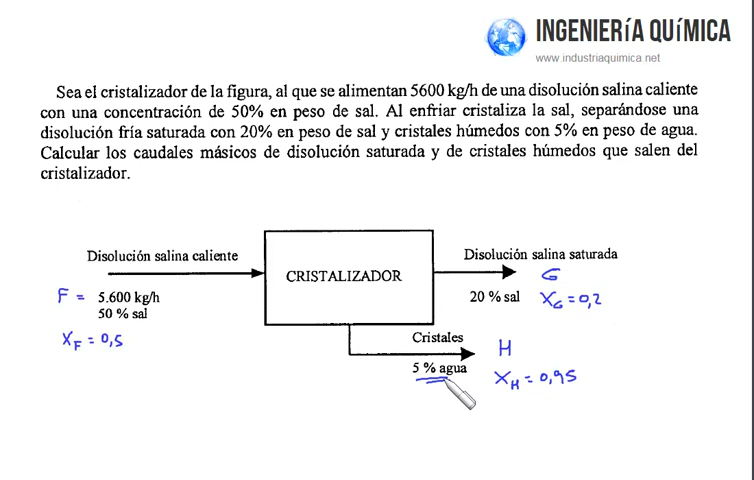 INGENIERÍA QUÍMICA
www.industriaquimica.net
Sea el cristalizador de la figura, al que se alimentan 5600 kg/h de una disolución salina caliente
con una concentración de 50% en peso de sal. Al enfriar cristaliza la sal, separándose una
disolución fría saturada con 20% en peso de sal y cristales húmedos con 5% en peso de agua.
Calcular los caudales másicos de disolución saturada y de cristales húmedos que salen del
cristalizador.
Disolución salina caliente
F = 5.600 kg/h
50 % sal
X_F = 0,5
CRISTALIZADOR
Disolución salina saturada
G
20 % sal X_G = 0,2
Cristales
H
5 % agua
X_H = 0,95